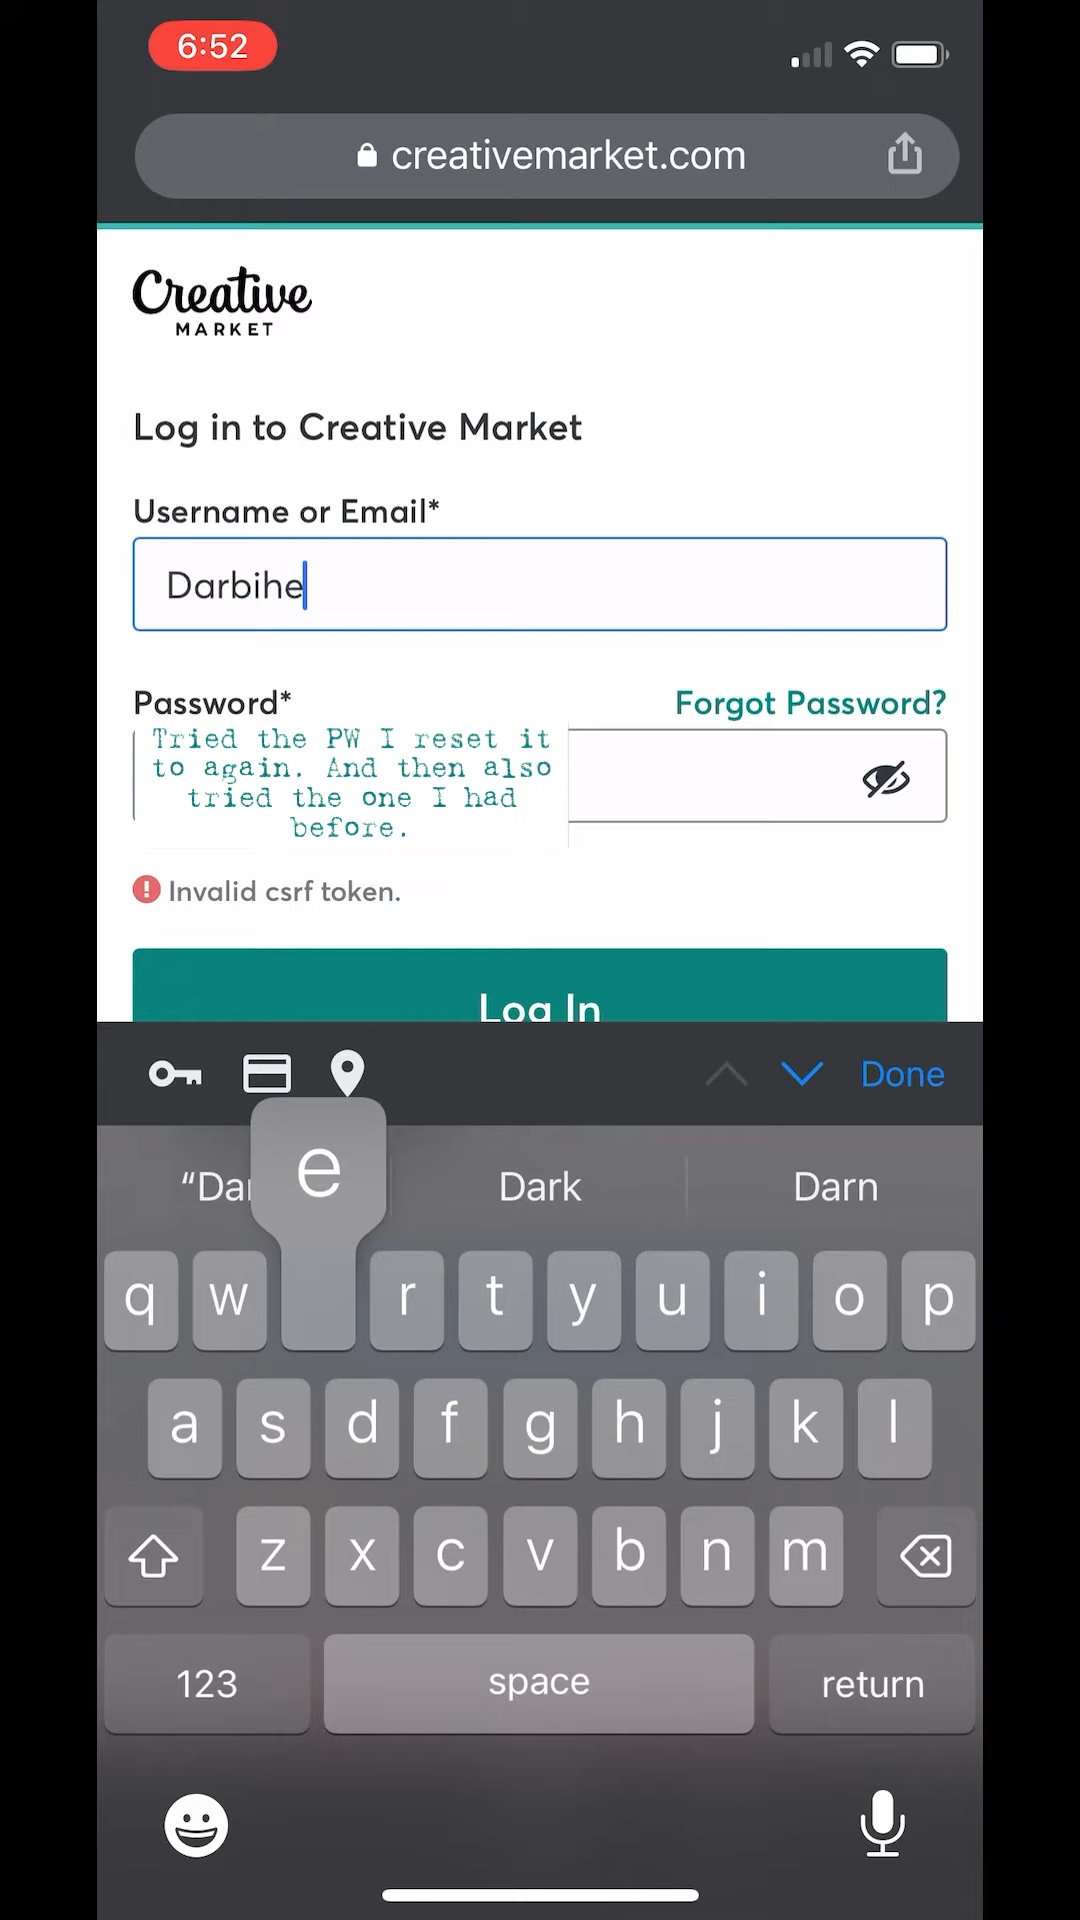 6:52
creativemarket.com
Creative
MARKET
Log in to Creative Market
Username or Email*
Darbihe
Password* Forgot Password?
Tried the PW I reset it
to again. And then also
tried the one I had
before.
Invalid csrf token.
Log In
Done
e
Dark Darn
q w r t y u i o p
a s d f g h j k l
z x c v b n m
123 space return